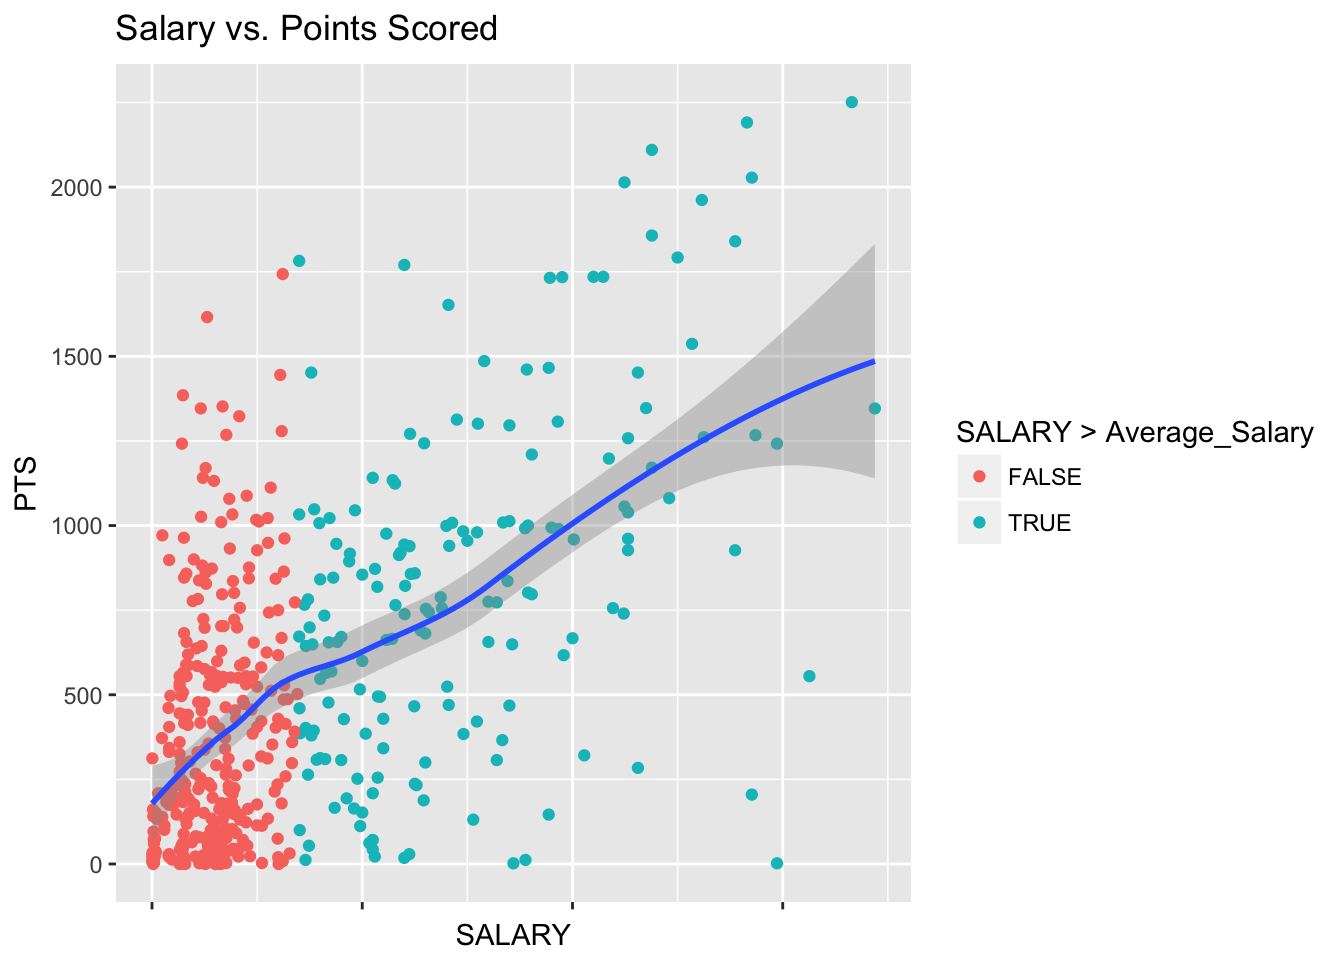 Salary vs. Points Scored
2000
1500
1000
500
0
PTS
SALARY
SALARY > Average_Salary
FALSE
TRUE